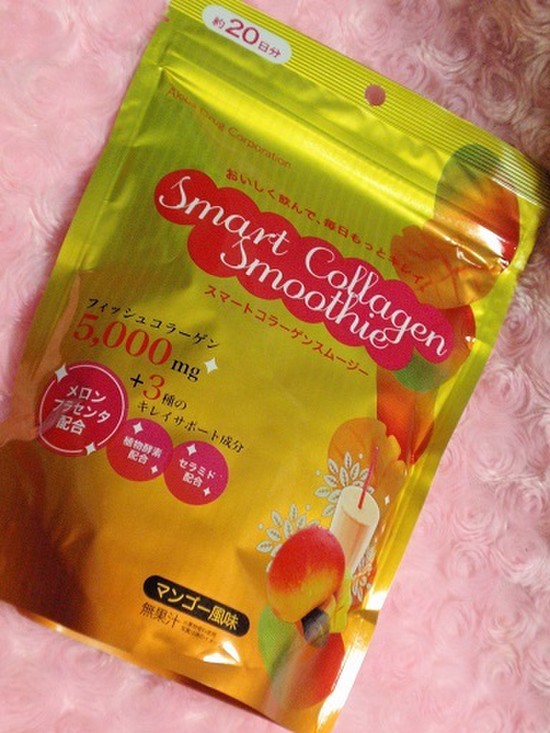 約20日分
Drug Corporation
おいしく飲んで、毎日もっとキレイ
Smart Collagen
Smoothie
スマートコラーゲンスムージー
フィッシュコラーゲン
5,000mg
+3種の
キレイサポート成分
メロン
プラセンタ
配合
植物酵素
配合
セラミド
配合
マンゴー風味
無果汁